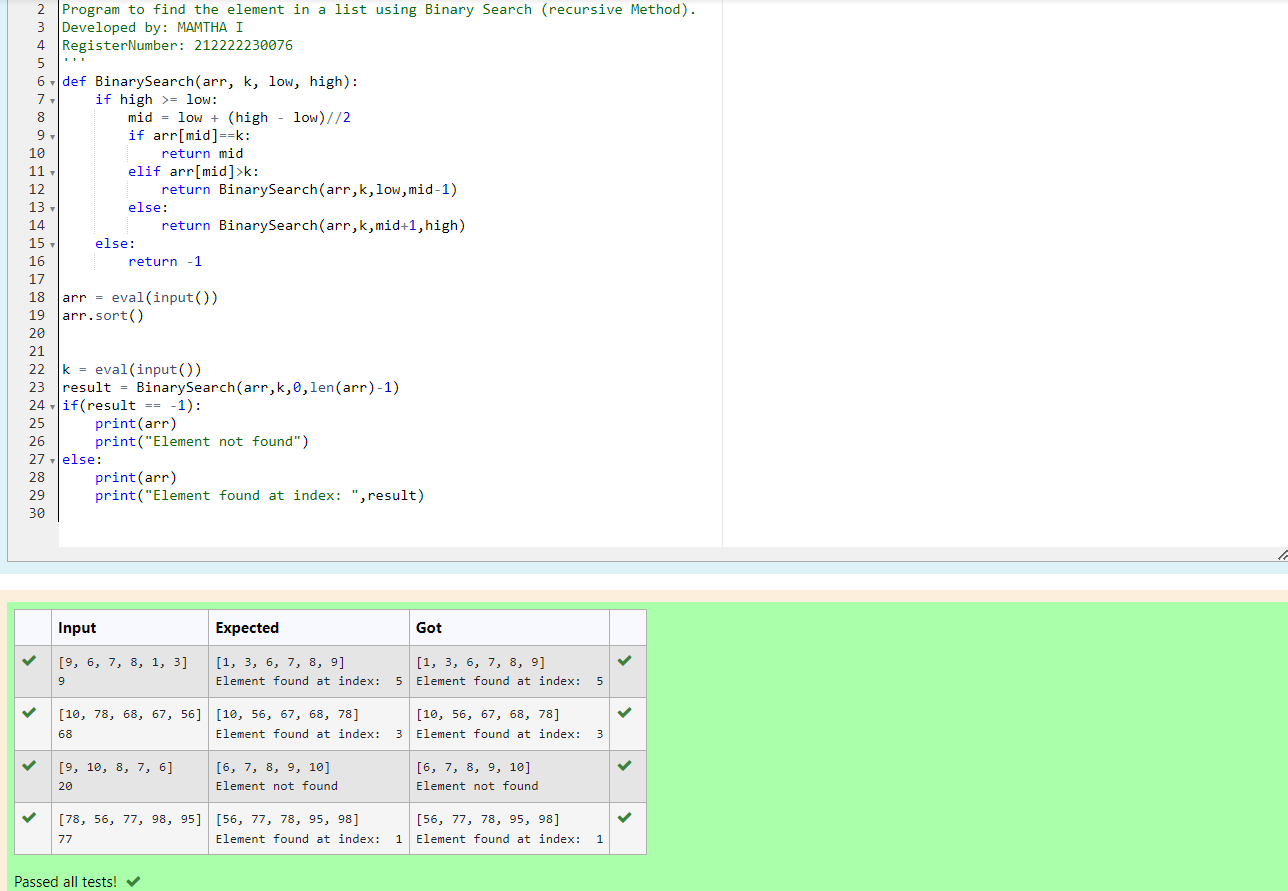 2 Program to find the element in a list using Binary Search (recursive Method).
3 Developed by: MAMTHA I
4 RegisterNumber: 212222230076
5 '''
6 def BinarySearch(arr, k, low, high):
7     if high >= low:
8         mid = low + (high - low)//2
9         if arr[mid]==k:
10             return mid
11         elif arr[mid]>k:
12             return BinarySearch(arr,k,low,mid-1)
13         else:
14             return BinarySearch(arr,k,mid+1,high)
15     else:
16         return -1
17
18 arr = eval(input())
19 arr.sort()
20
21
22 k = eval(input())
23 result = BinarySearch(arr,k,0,len(arr)-1)
24 if(result == -1):
25     print(arr)
26     print("Element not found")
27 else:
28     print(arr)
29     print("Element found at index: ",result)
30
Input Expected Got
[9, 6, 7, 8, 1, 3] [1, 3, 6, 7, 8, 9] [1, 3, 6, 7, 8, 9]
9 Element found at index:  5 Element found at index:  5
[10, 78, 68, 67, 56] [10, 56, 67, 68, 78] [10, 56, 67, 68, 78]
68 Element found at index:  3 Element found at index:  3
[9, 10, 8, 7, 6] [6, 7, 8, 9, 10] [6, 7, 8, 9, 10]
20 Element not found Element not found
[78, 56, 77, 98, 95] [56, 77, 78, 95, 98] [56, 77, 78, 95, 98]
77 Element found at index:  1 Element found at index:  1
Passed all tests!